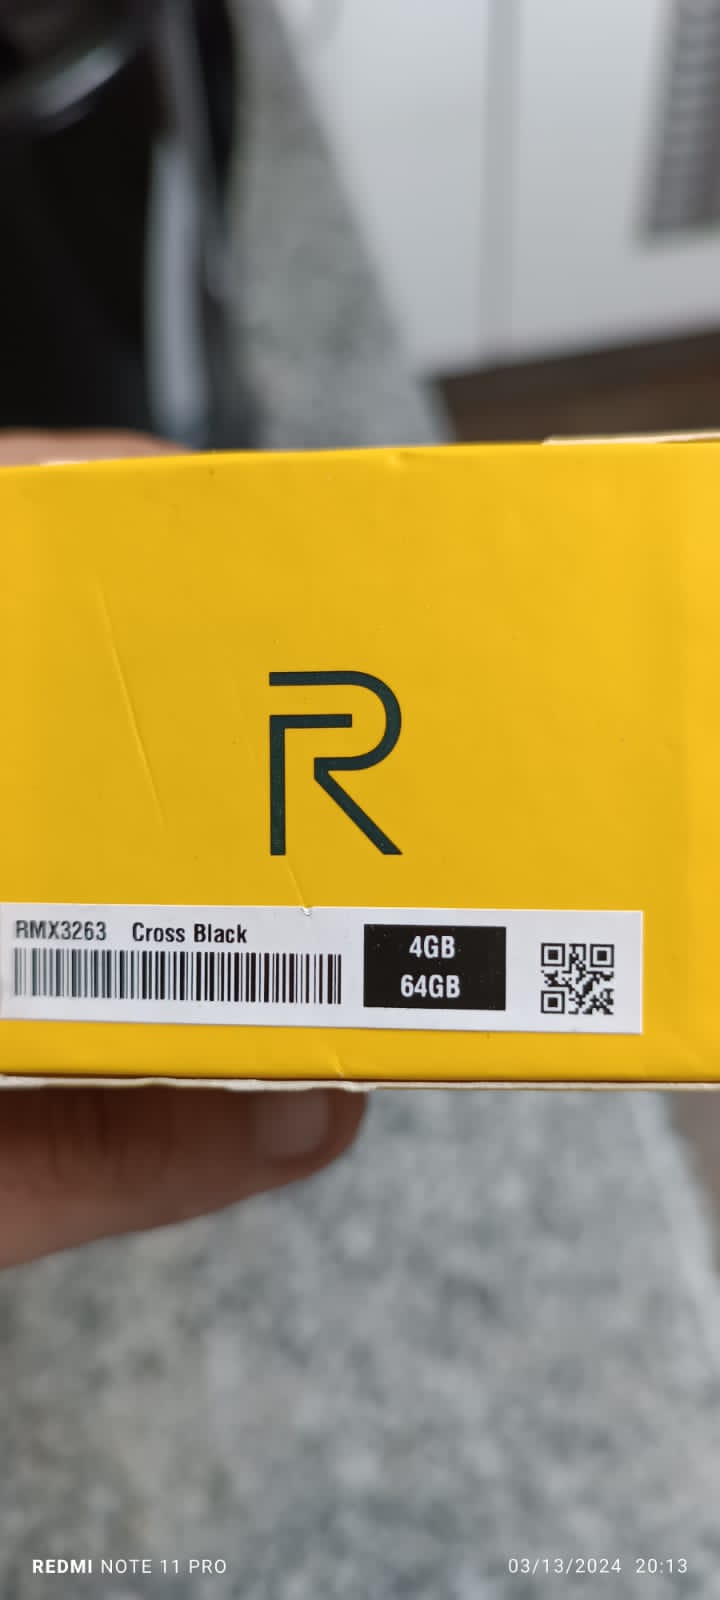 R
RMX3263 Cross Black
4GB
64GB
REDMI NOTE 11 PRO
03/13/2024 20:13